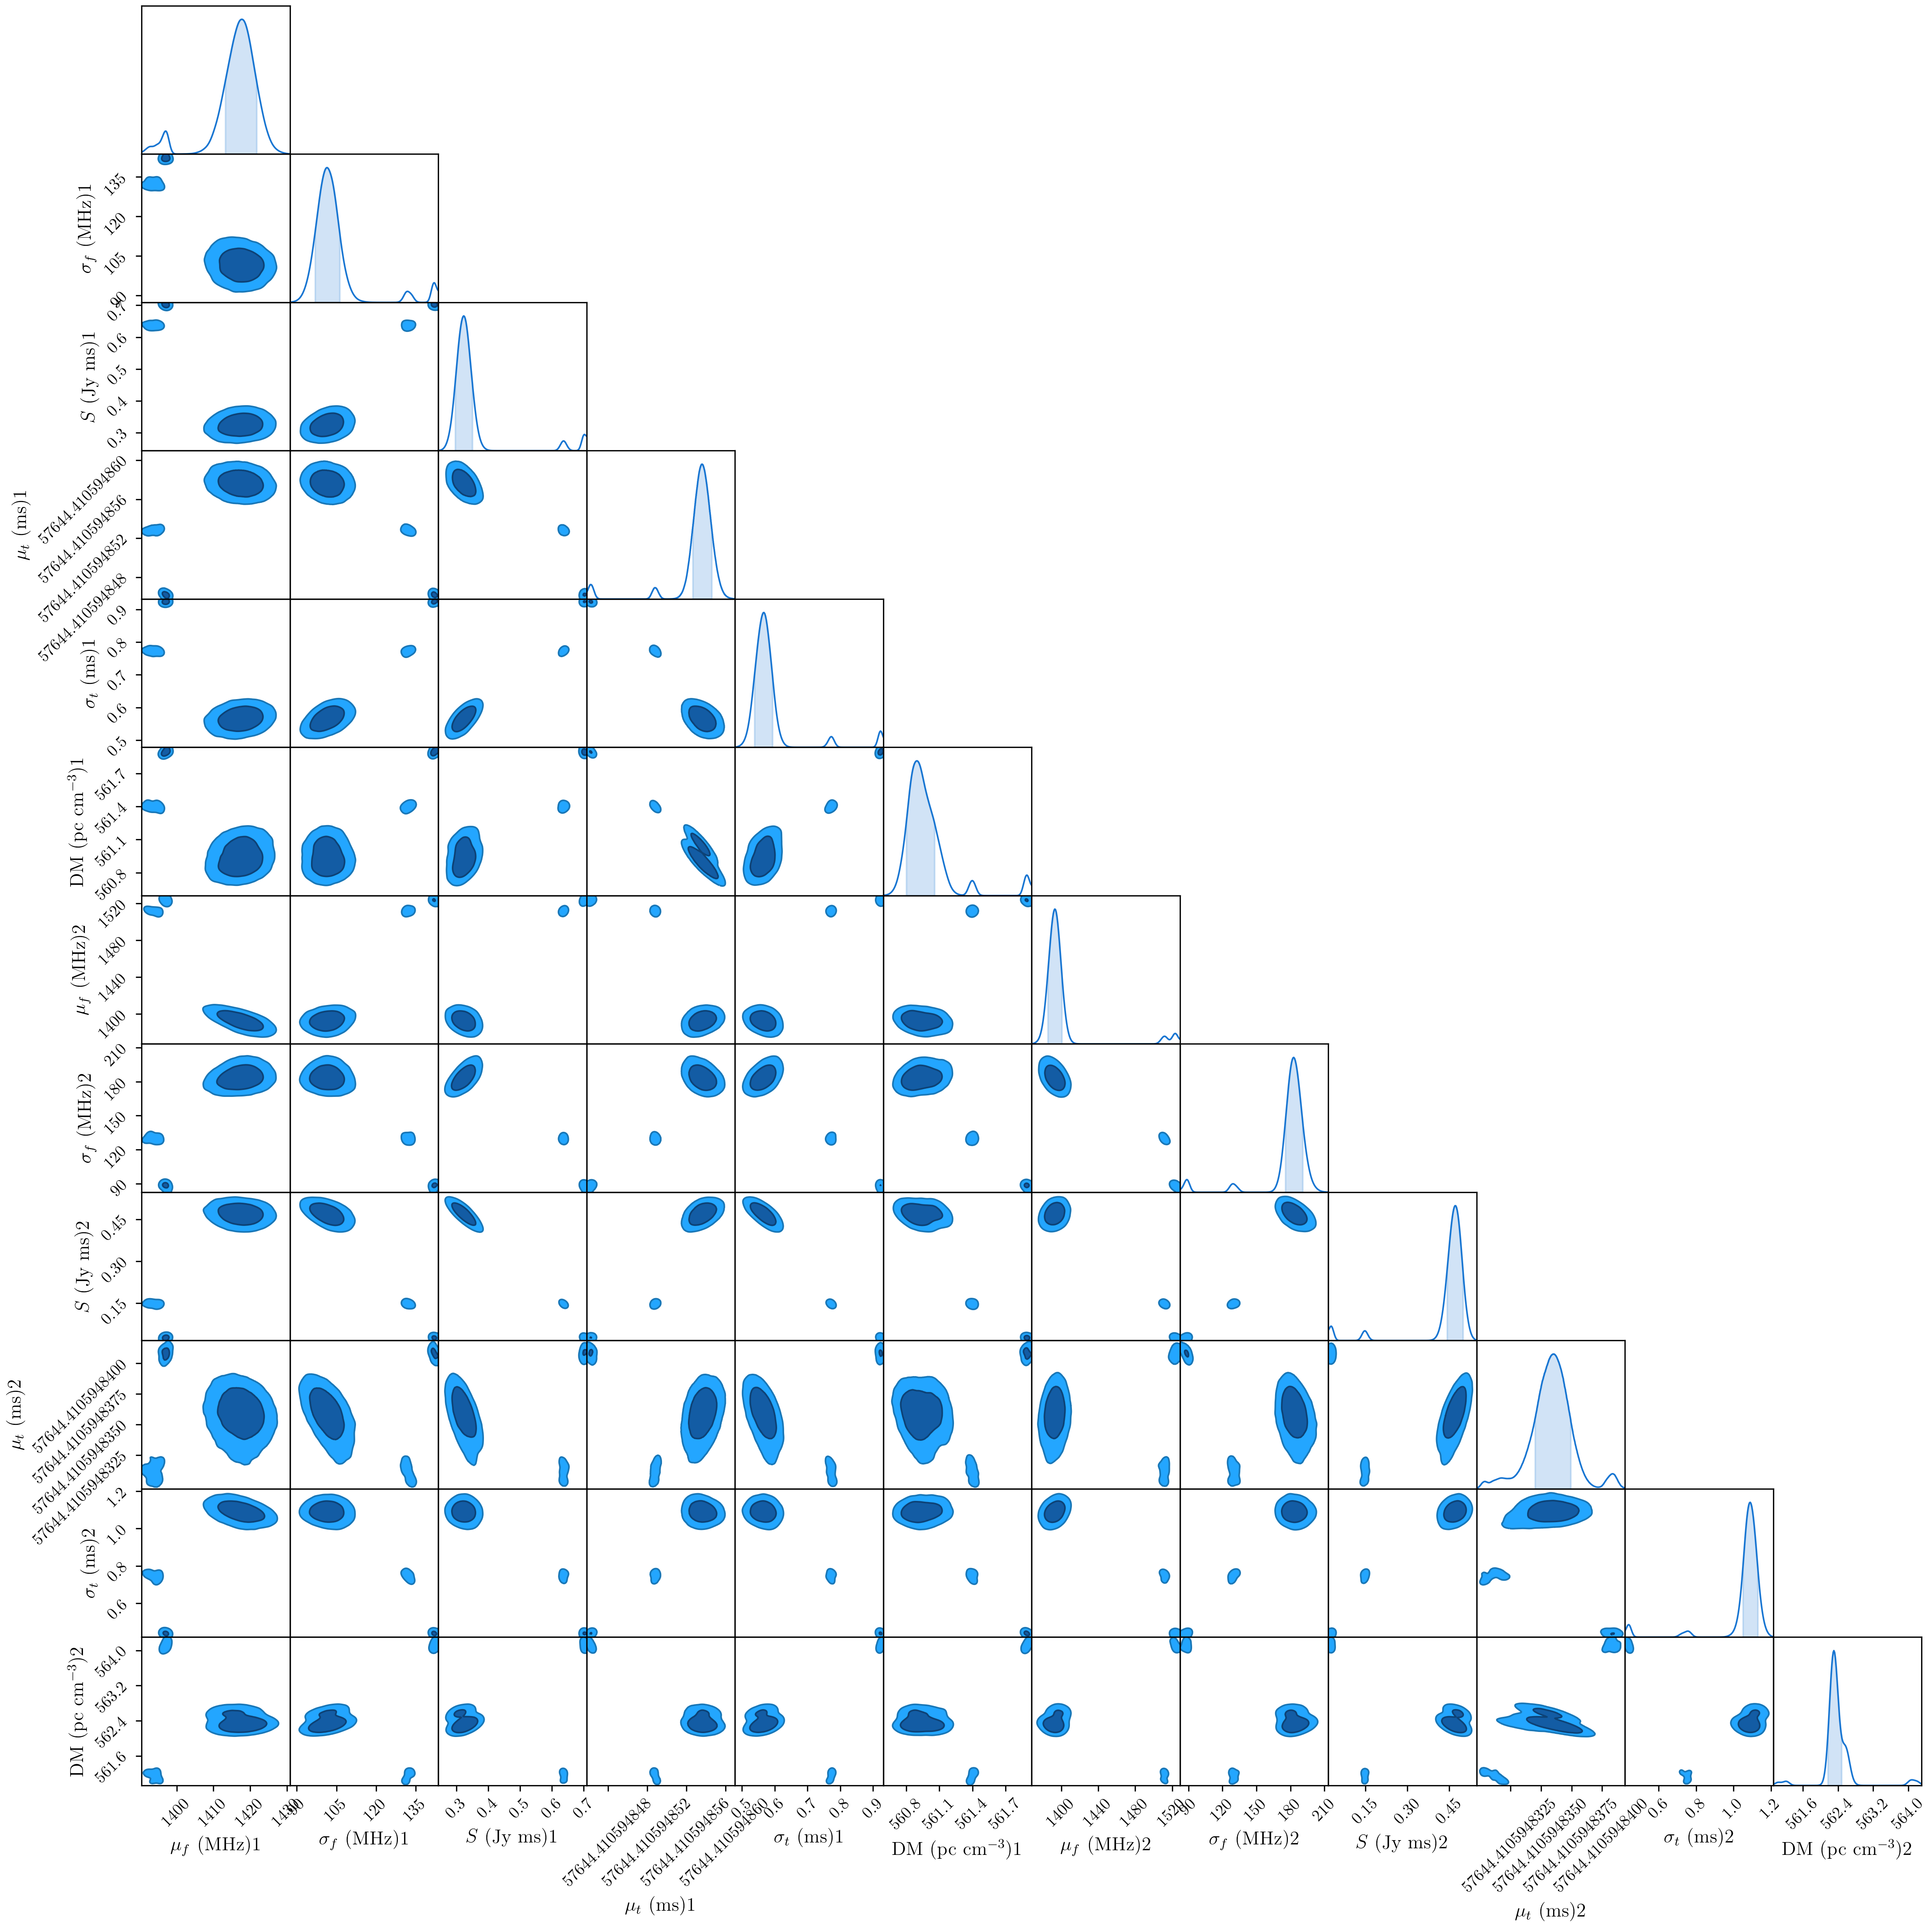 σ_f (MHz)1
135
120
105
90
S (Jy ms)1
0.7
0.6
0.5
0.4
0.3
μ_t (ms)1
57644.410594860
57644.410594856
57644.410594852
57644.410594848
σ_t (ms)1
0.9
0.8
0.7
0.6
0.5
DM (pc cm⁻³)1
561.7
561.4
561.1
560.8
μ_f (MHz)2
1520
1480
1440
1400
σ_f (MHz)2
210
180
150
120
90
S (Jy ms)2
0.45
0.30
0.15
μ_t (ms)2
57644.4105948400
57644.4105948375
57644.4105948350
57644.4105948325
σ_t (ms)2
1.2
1.0
0.8
0.6
DM (pc cm⁻³)2
564.0
563.2
562.4
561.6
1400 1410 1420 1430
μ_f (MHz)1
90 105 120 135
σ_f (MHz)1
0.3 0.4 0.5 0.6 0.7
S (Jy ms)1
57644.410594848 57644.410594852 57644.410594856 57644.410594860
μ_t (ms)1
0.5 0.6 0.7 0.8 0.9
σ_t (ms)1
560.8 561.1 561.4 561.7
DM (pc cm⁻³)1
1400 1440 1480 1520
μ_f (MHz)2
90 120 150 180 210
σ_f (MHz)2
0.15 0.30 0.45
S (Jy ms)2
57644.4105948325 57644.4105948350 57644.4105948375 57644.4105948400
μ_t (ms)2
0.6 0.8 1.0 1.2
σ_t (ms)2
561.6 562.4 563.2 564.0
DM (pc cm⁻³)2